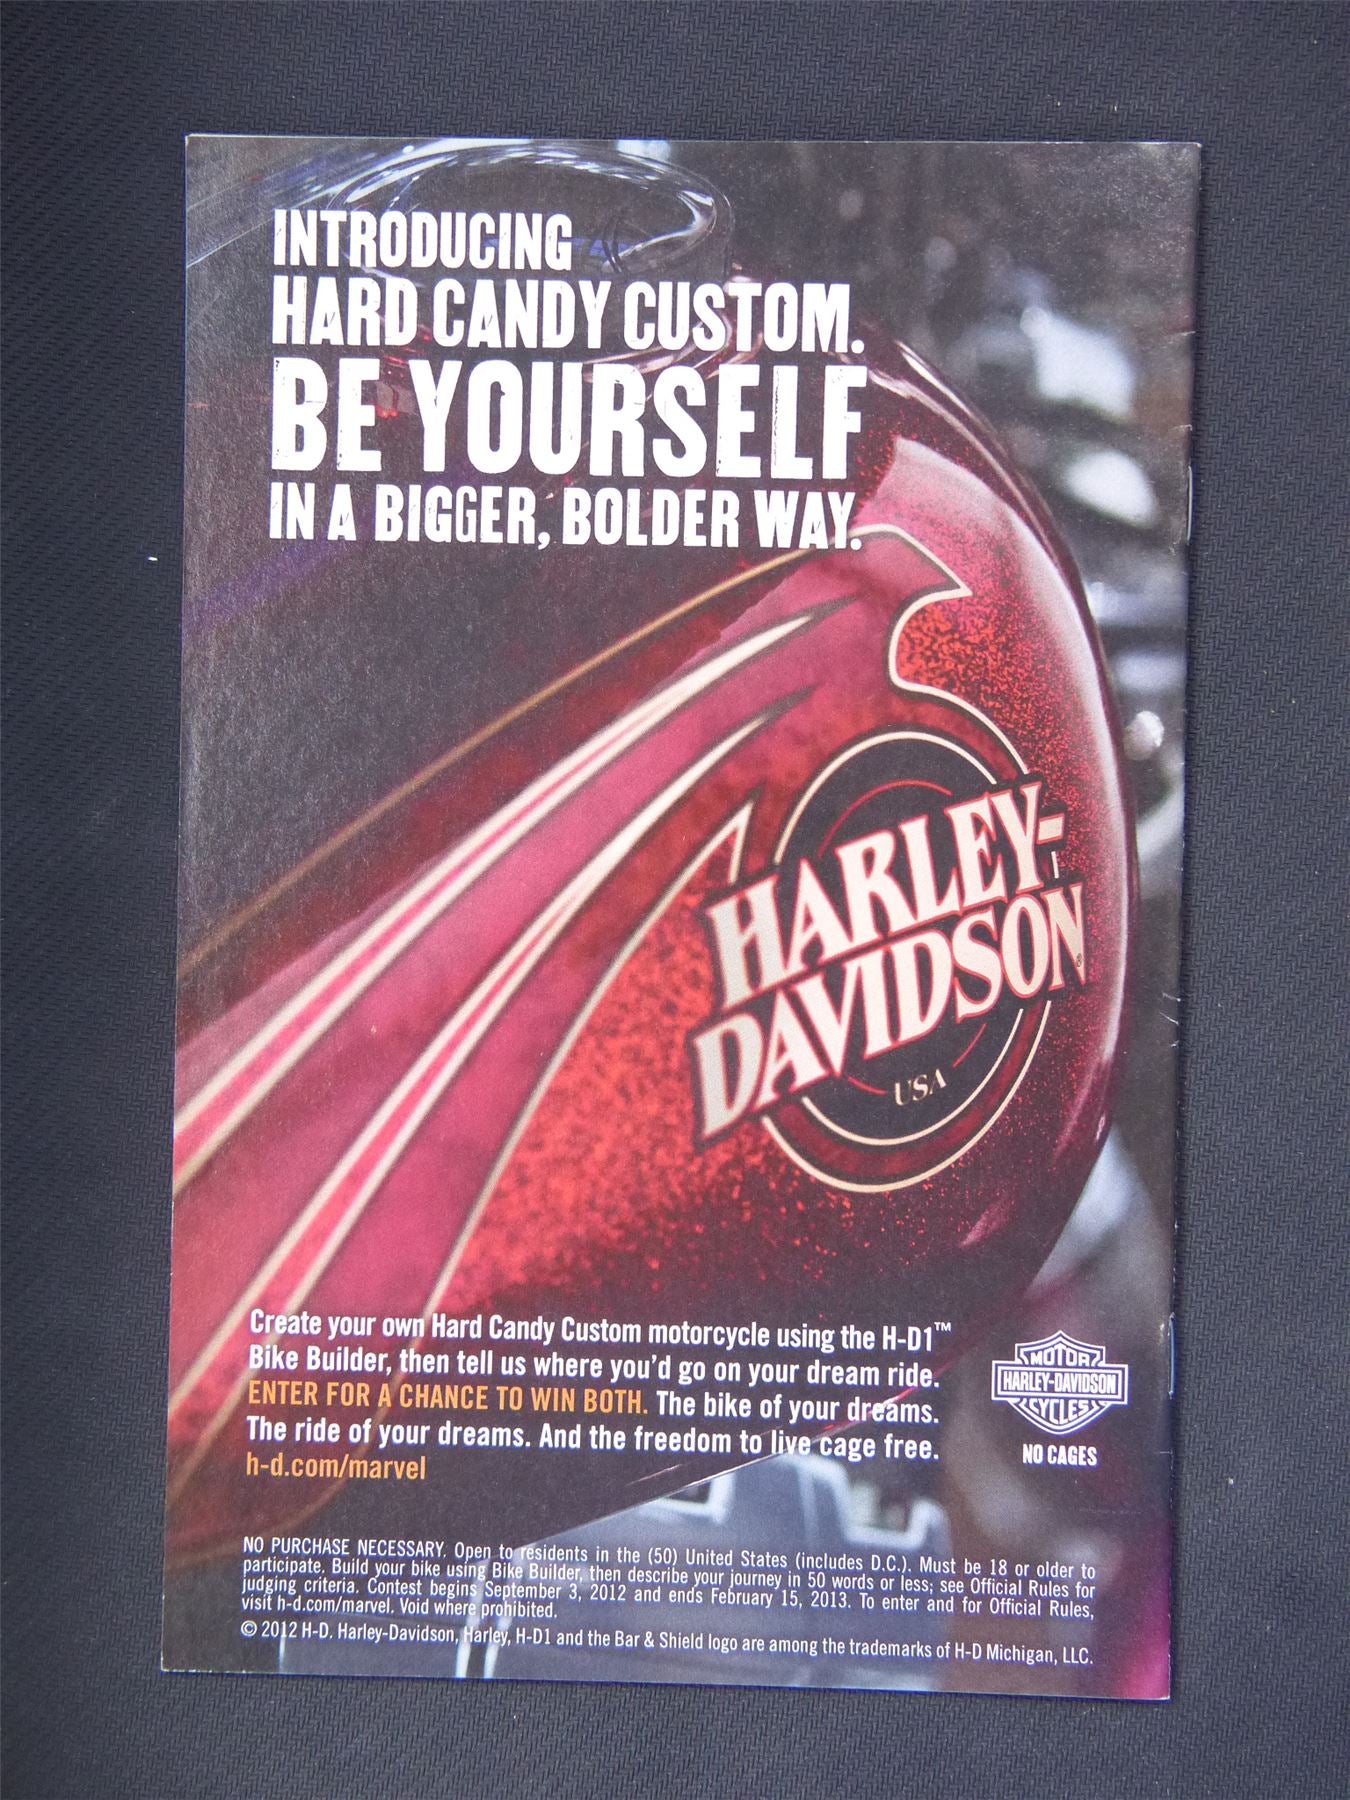 INTRODUCING
HARD CANDY CUSTOM.
BE YOURSELF
IN A BIGGER, BOLDER WAY.
HARLEY-
DAVIDSON
USA
Create your own Hard Candy Custom motorcycle using the H-D1™
Bike Builder, then tell us where you'd go on your dream ride.
ENTER FOR A CHANCE TO WIN BOTH. The bike of your dreams.
The ride of your dreams. And the freedom to live cage free.
h-d.com/marvel
MOTOR
HARLEY-DAVIDSON
CYCLES
NO CAGES
NO PURCHASE NECESSARY. Open to residents in the (50) United States (includes D.C.). Must be 18 or older to
participate. Build your bike using Bike Builder, then describe your journey in 50 words or less; see Official Rules for
judging criteria. Contest begins September 3, 2012 and ends February 15, 2013. To enter and for Official Rules,
visit h-d.com/marvel. Void where prohibited.
© 2012 H-D. Harley-Davidson, Harley, H-D1 and the Bar & Shield logo are among the trademarks of H-D Michigan, LLC.